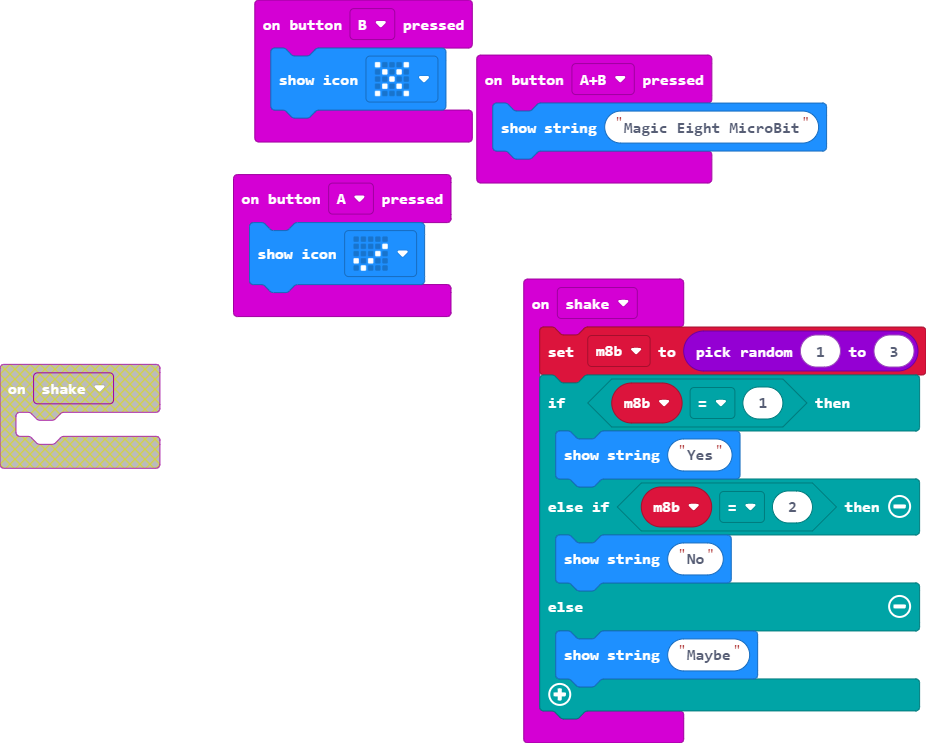 on button B pressed
show icon
on button A+B pressed
show string "Magic Eight MicroBit"
on button A pressed
show icon
on shake
on shake
set m8b to pick random 1 to 3
if m8b = 1 then
show string "Yes"
else if m8b = 2 then
show string "No"
else
show string "Maybe"